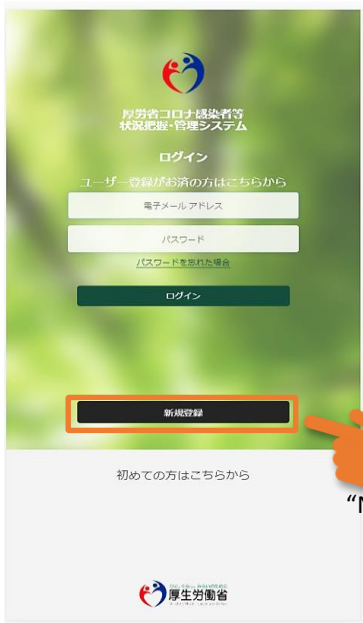 厚労省コロナ感染者等
状況把握・管理システム
ログイン
ユーザー登録がお済の方はこちらから
電子メール アドレス
パスワード
パスワードを忘れた場合
ログイン
新規登録
初めての方はこちらから
"N
厚生労働省